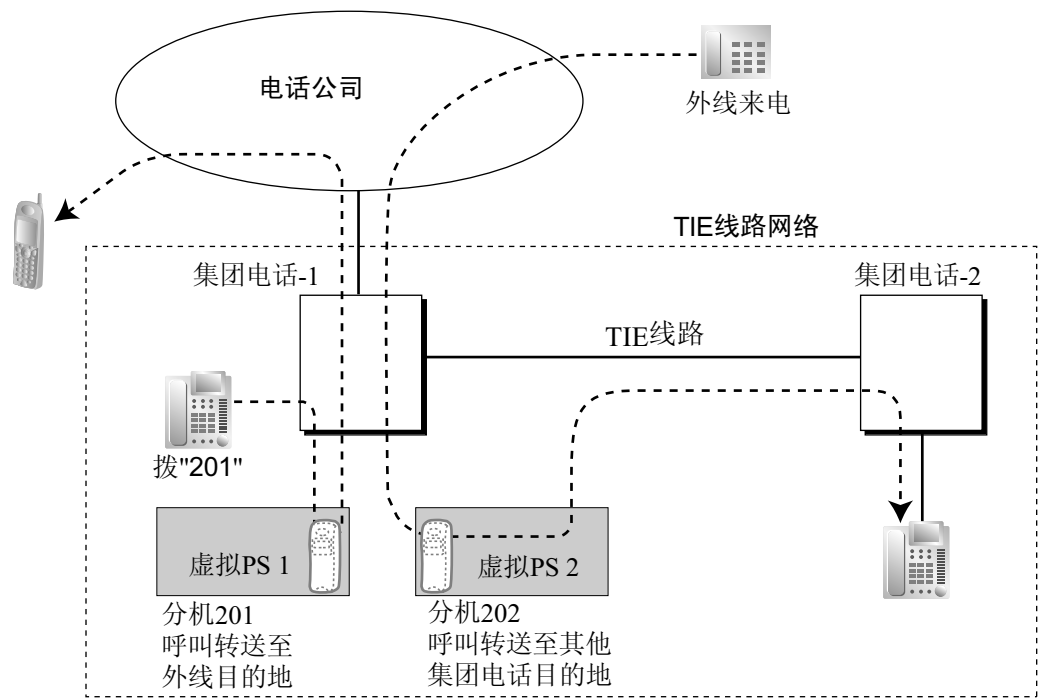 电话公司
外线来电
TIE线路网络
集团电话-1
集团电话-2
TIE线路
拨"201"
虚拟PS 1
虚拟PS 2
分机201
呼叫转送至
外线目的地
分机202
呼叫转送至其他
集团电话目的地